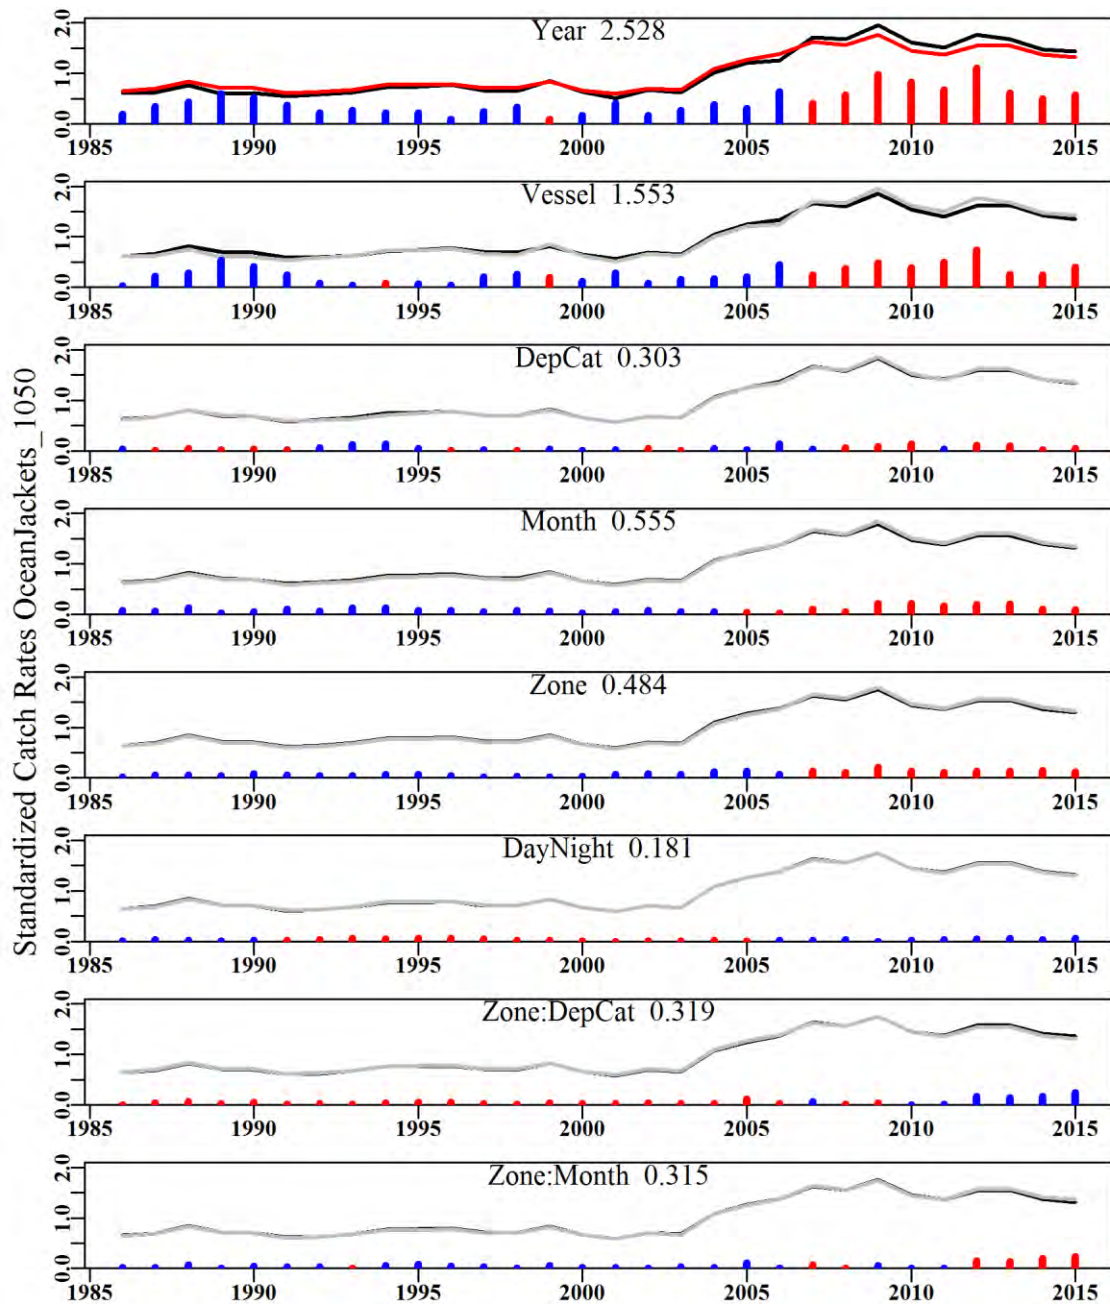 Standardized Catch Rates OceanJackets_1050
Year 2.528
0.0 1.0 2.0
1985 1990 1995 2000 2005 2010 2015
Vessel 1.553
0.0 1.0 2.0
1985 1990 1995 2000 2005 2010 2015
DepCat 0.303
0.0 1.0 2.0
1985 1990 1995 2000 2005 2010 2015
Month 0.555
0.0 1.0 2.0
1985 1990 1995 2000 2005 2010 2015
Zone 0.484
0.0 1.0 2.0
1985 1990 1995 2000 2005 2010 2015
DayNight 0.181
0.0 1.0 2.0
1985 1990 1995 2000 2005 2010 2015
Zone:DepCat 0.319
0.0 1.0 2.0
1985 1990 1995 2000 2005 2010 2015
Zone:Month 0.315
0.0 1.0 2.0
1985 1990 1995 2000 2005 2010 2015